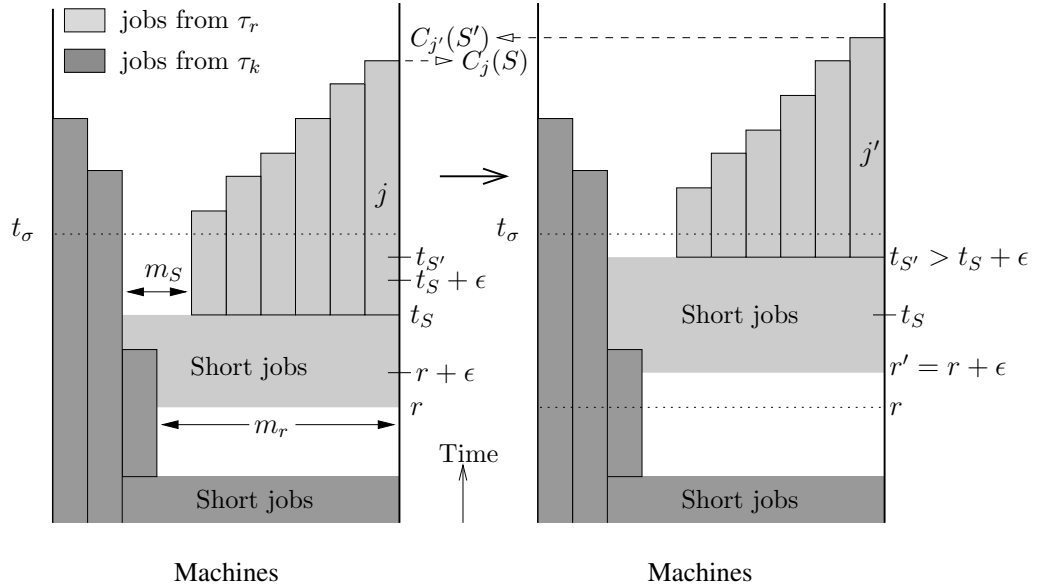 jobs from τ_r
jobs from τ_k
C_{j'}(S')
C_j(S)
j
j'
t_σ
t_σ
m_S
t_{S'}
t_S + ϵ
t_S
t_{S'} > t_S + ϵ
t_S
Short jobs
Short jobs
r + ϵ
r' = r + ϵ
r
r
m_r
Time
Short jobs
Short jobs
Machines
Machines